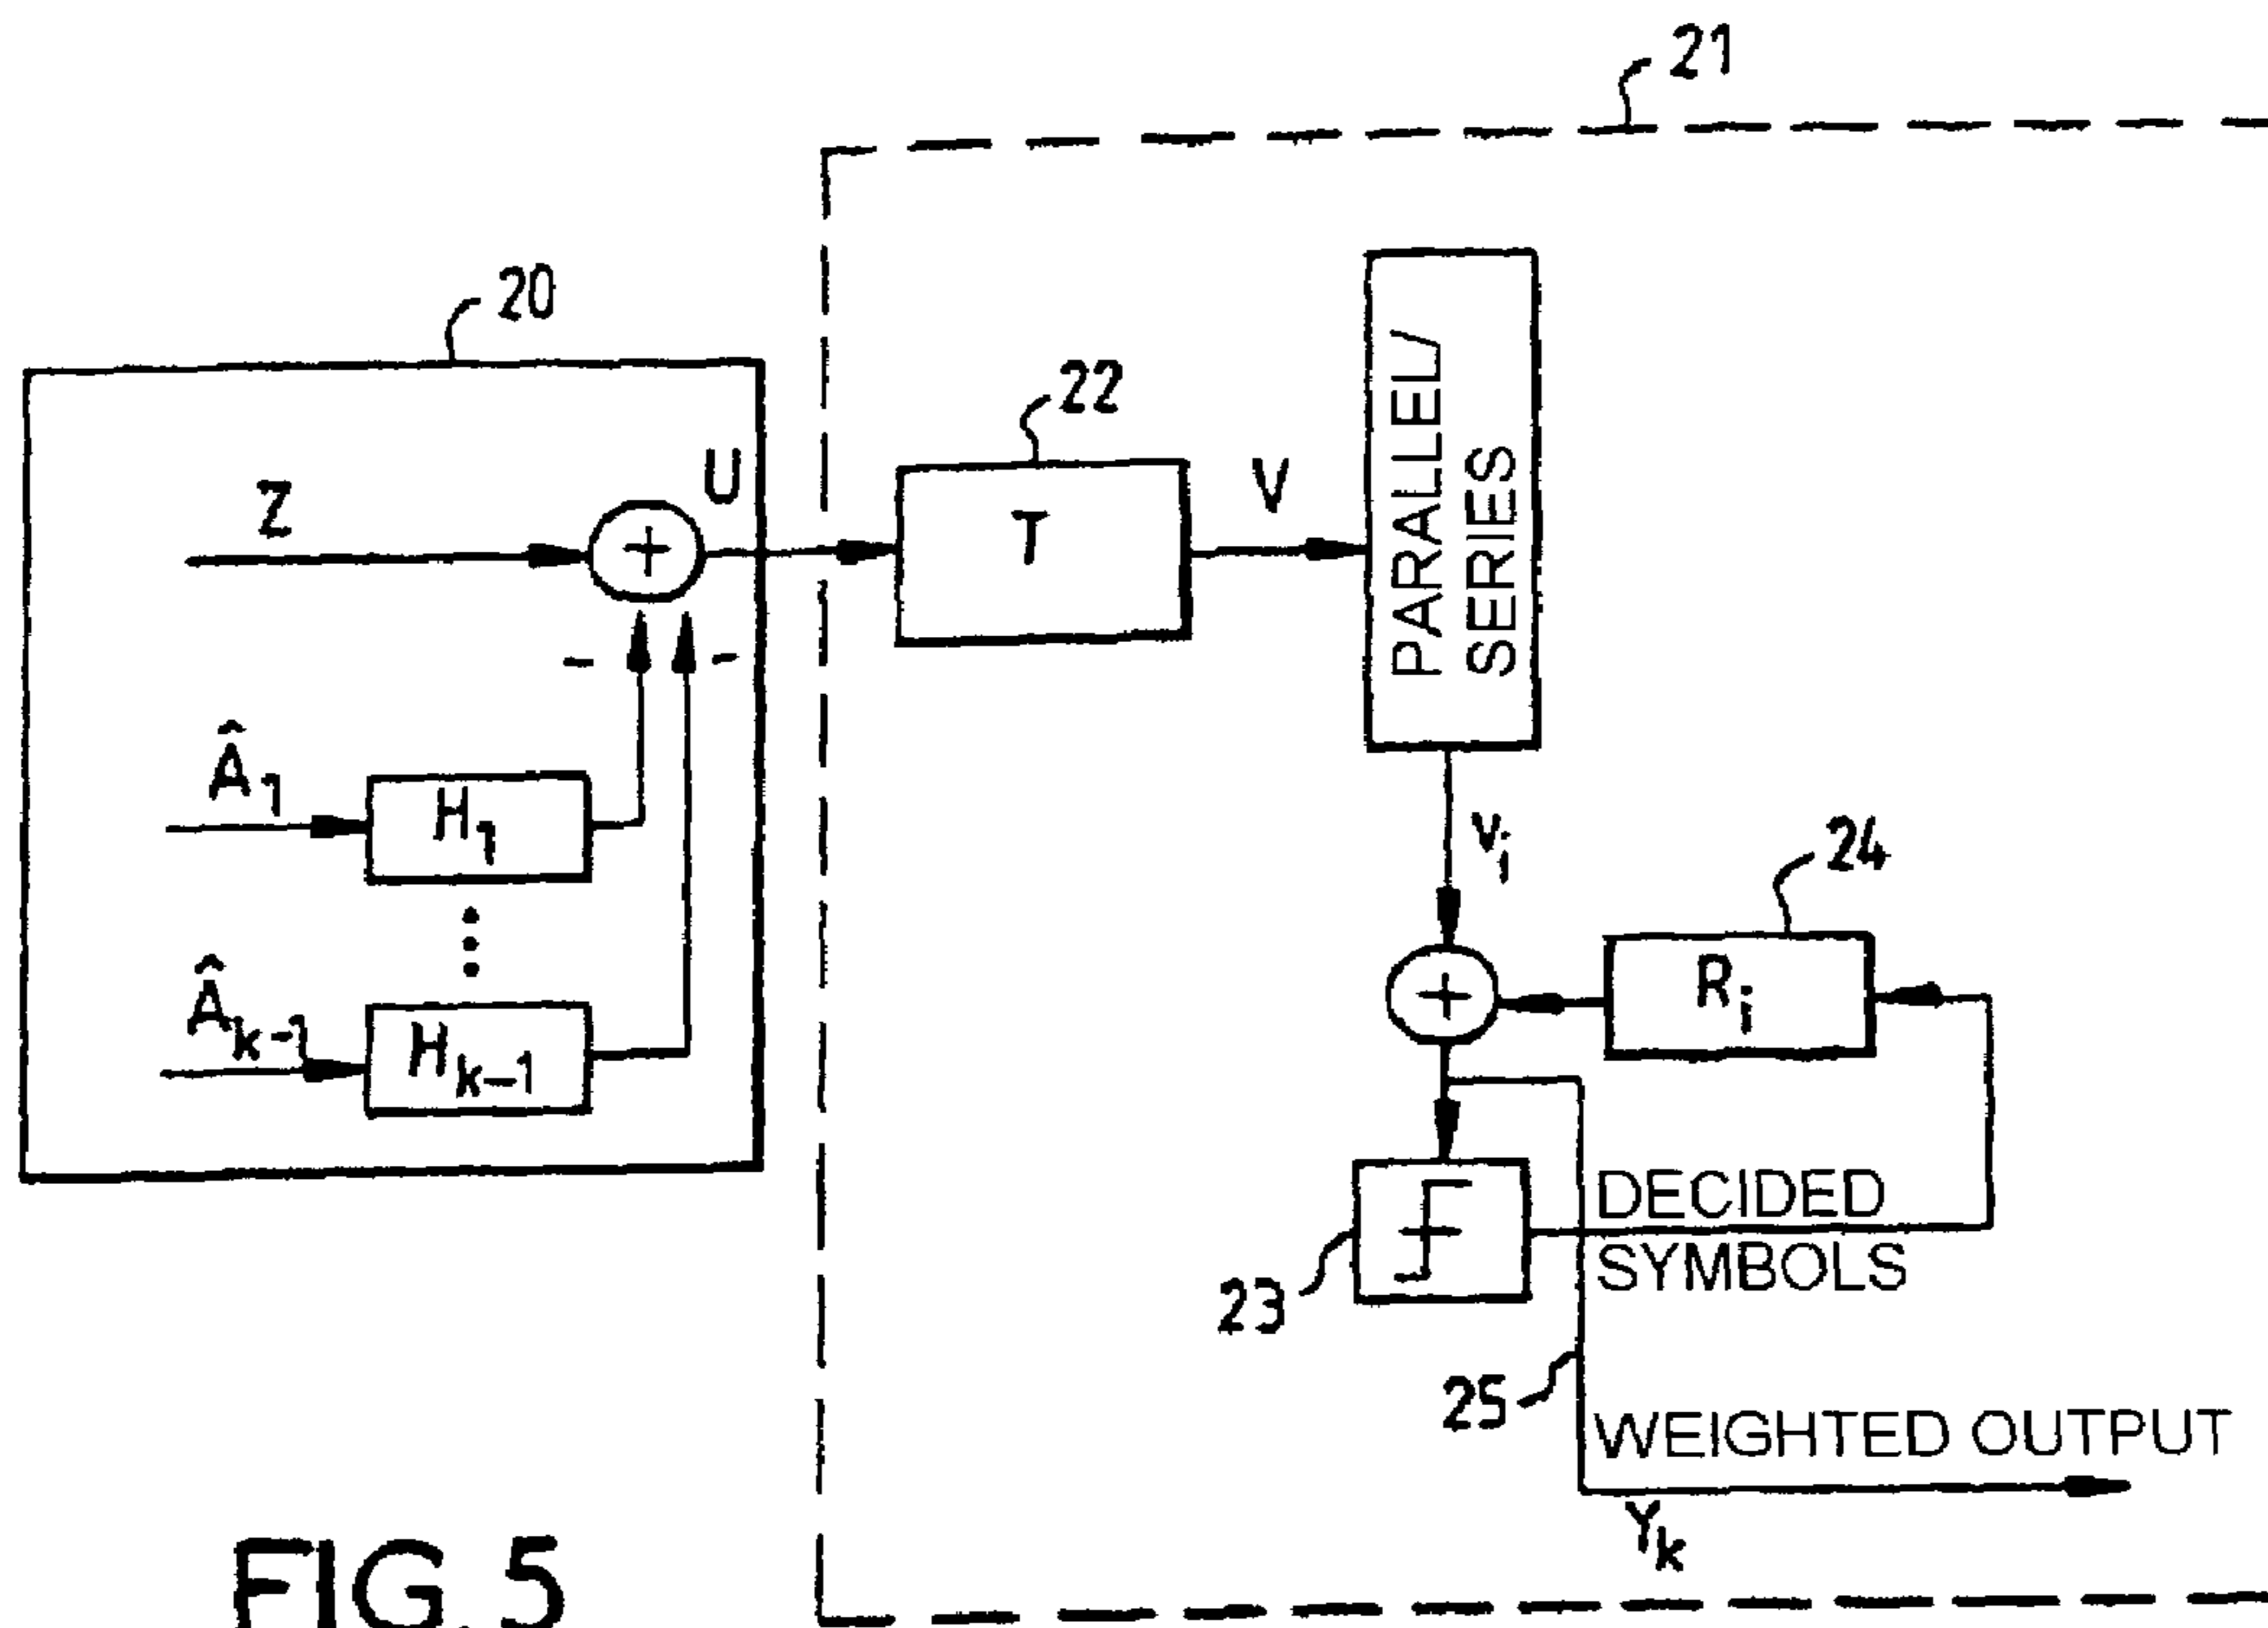 21
20
22
Z
U
T
V
PARALLEL/
SERIES
+
-
-
Â1
H1
Âk-1
Hk-1
vi
24
+
Ri
DECIDED
SYMBOLS
23
25
WEIGHTED OUTPUT
Yk
FIG. 5